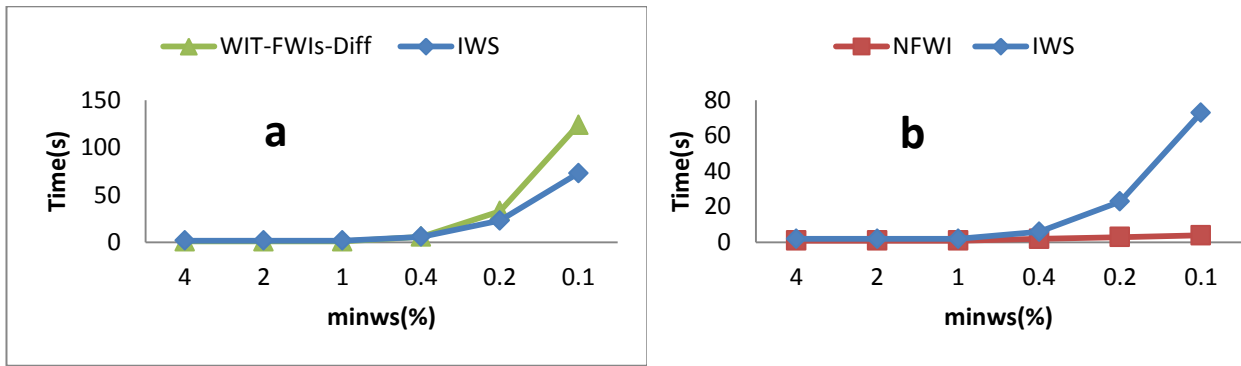 WIT-FWIs-Diff IWS
a
Time(s)
150
100
50
0
4 2 1 0.4 0.2 0.1
minws(%)
NFWI IWS
b
Time(s)
80
60
40
20
0
4 2 1 0.4 0.2 0.1
minws(%)